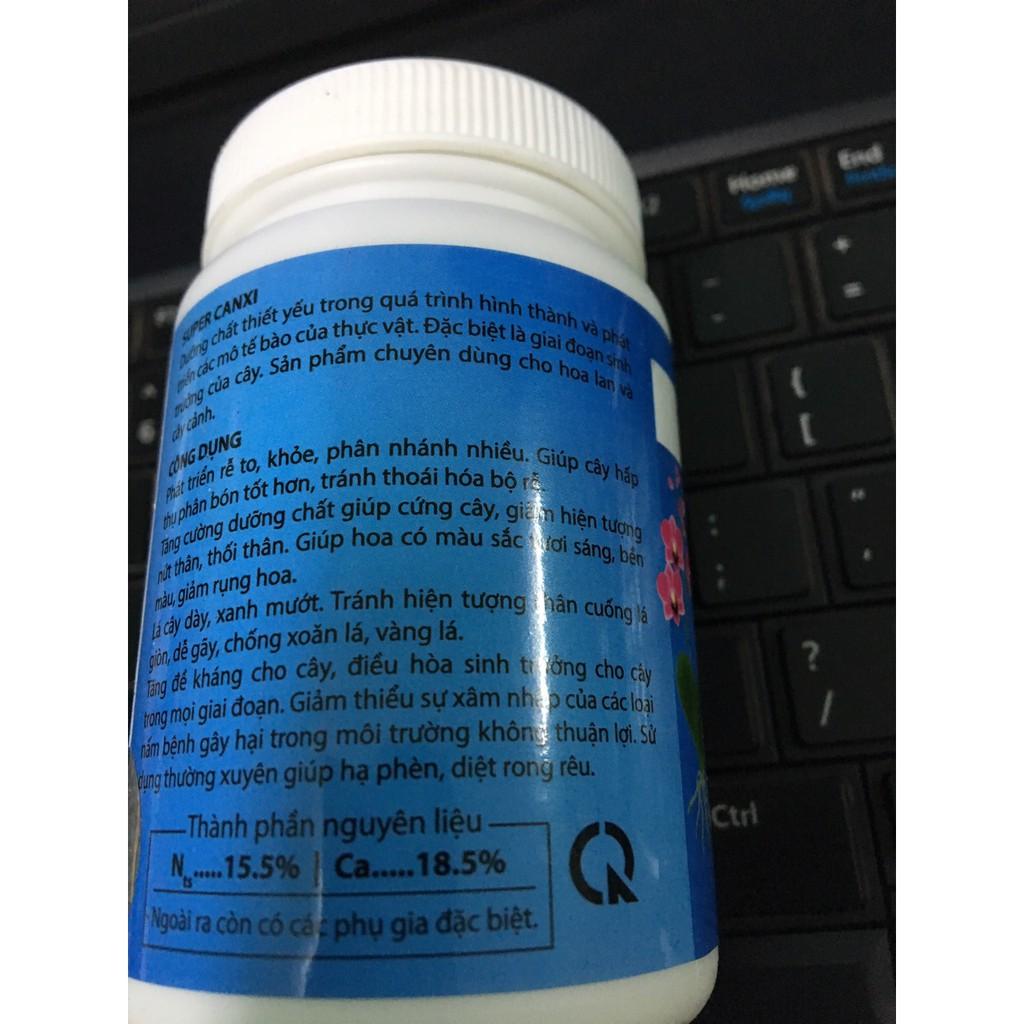 SUPER CANXI
Dưỡng chất thiết yếu trong quá trình hình thành và phát
triển các mô tế bào của thực vật. Đặc biệt là giai đoạn sinh
trưởng của cây. Sản phẩm chuyên dùng cho hoa lan và
cây cảnh.
CÔNG DỤNG
Phát triển rễ to, khỏe, phân nhánh nhiều. Giúp cây hấp
thụ phân bón tốt hơn, tránh thoái hóa bộ rễ.
Tăng cường dưỡng chất giúp cứng cây, giảm hiện tượng
nứt thân, thối thân. Giúp hoa có màu sắc tươi sáng, bền
màu, giảm rụng hoa.
Lá cây dày, xanh mướt. Tránh hiện tượng thân cuống lá
giòn, dễ gãy, chống xoăn lá, vàng lá.
Tăng đề kháng cho cây, điều hòa sinh trưởng cho cây
trong mọi giai đoạn. Giảm thiểu sự xâm nhập của các loại
nấm bệnh gây hại trong môi trường không thuận lợi. Sử
dụng thường xuyên giúp hạ phèn, diệt rong rêu.
Thành phần nguyên liệu
Nts.....15.5% | Ca.....18.5%
Ngoài ra còn có các phụ gia đặc biệt.
Home
End
+
=
-
{
[
"
'
:
;
?
/
Ctrl
6